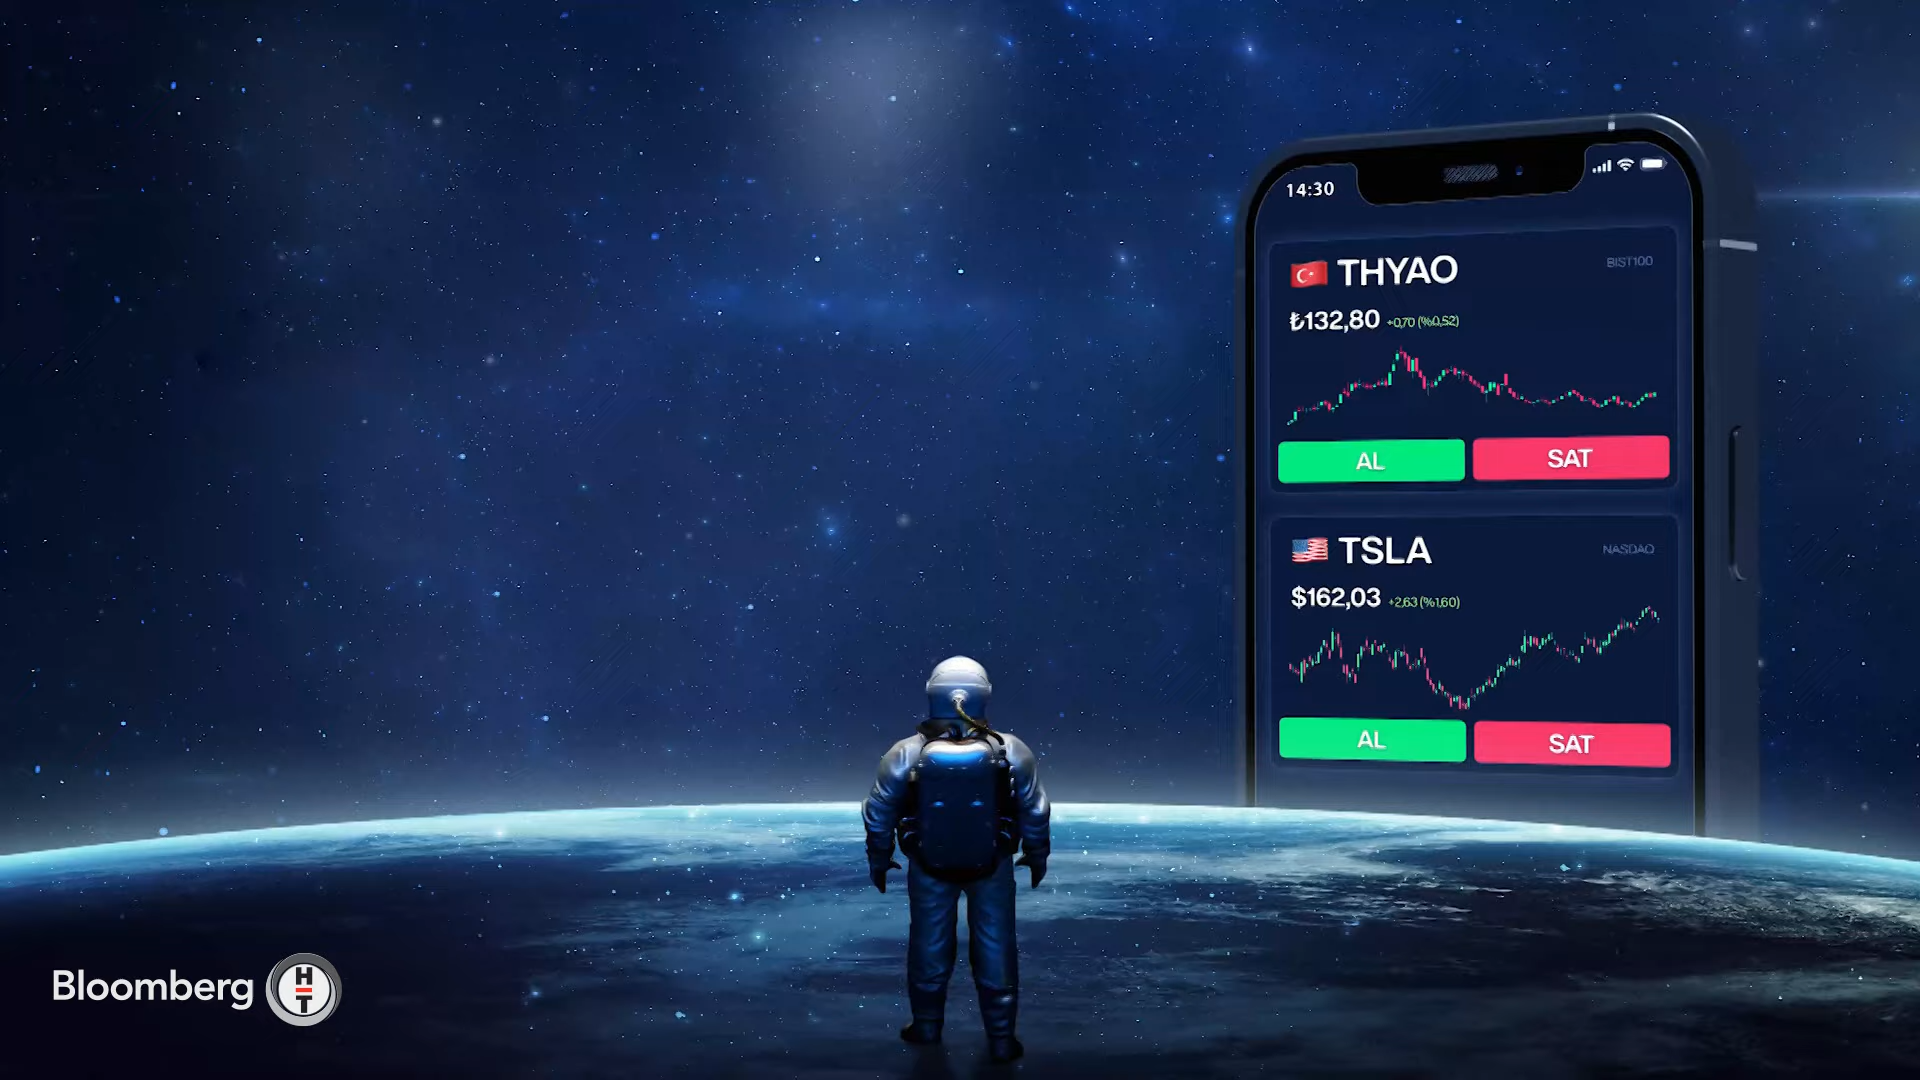 14:30
THYAO
BIST100
₺132,80 +0,70 (%0,52)
AL
SAT
TSLA
NASDAQ
$162,03 +2,63 (%1,60)
AL
SAT
Bloomberg HT